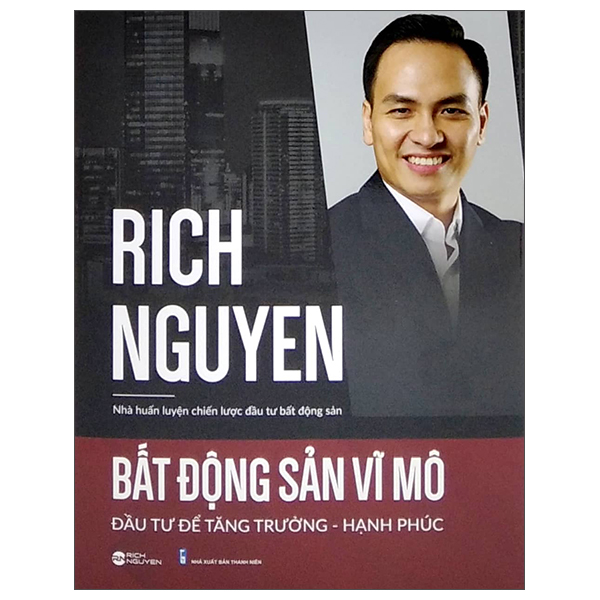 RICH
NGUYEN
Nhà huấn luyện chiến lược đầu tư bất động sản
BẤT ĐỘNG SẢN VĨ MÔ
ĐẦU TƯ ĐỂ TĂNG TRƯỞNG - HẠNH PHÚC
RN RICH
NGUYEN
NHÀ XUẤT BẢN THANH NIÊN